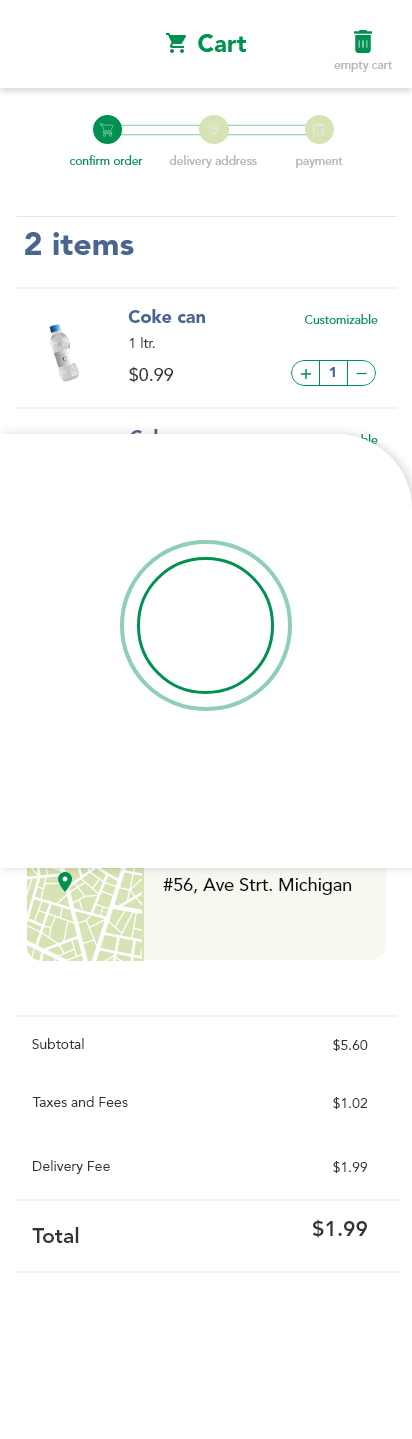 Cart
empty cart
confirm order delivery address payment
2 items
Coke can
Customizable
1 ltr.
$0.99
1
#56, Ave Strt. Michigan
Subtotal $5.60
Taxes and Fees $1.02
Delivery Fee $1.99
Total $1.99